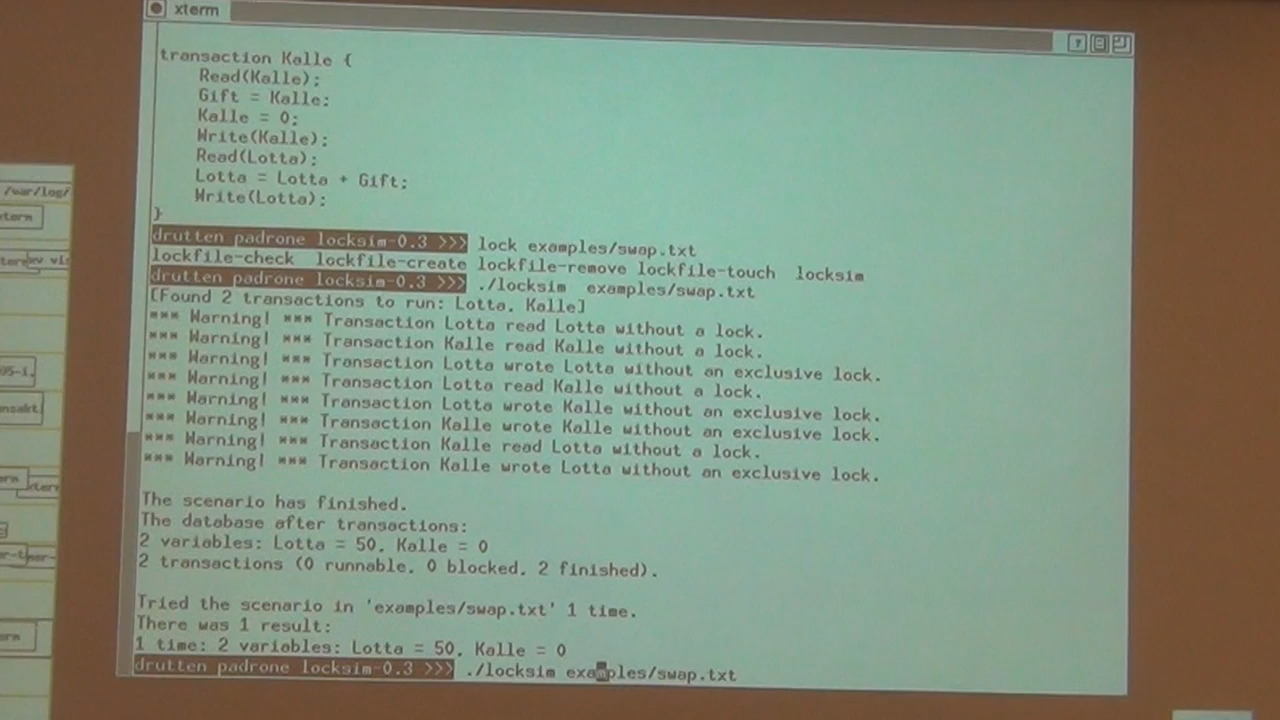 xterm
transaction Kalle {
Read(Kalle);
Gift = Kalle;
Kalle = 0;
Write(Kalle);
Read(Lotta);
Lotta = Lotta + Gift;
Write(Lotta);
}
drutten padrone locksim-0.3 >>> lock examples/swap.txt
lockfile-check lockfile-create lockfile-remove lockfile-touch locksim
drutten padrone locksim-0.3 >>> ./locksim examples/swap.txt
[Found 2 transactions to run: Lotta, Kalle]
*** Warning! *** Transaction Lotta read Lotta without a lock.
*** Warning! *** Transaction Kalle read Kalle without a lock.
*** Warning! *** Transaction Lotta wrote Lotta without an exclusive lock.
*** Warning! *** Transaction Lotta read Kalle without a lock.
*** Warning! *** Transaction Lotta wrote Kalle without an exclusive lock.
*** Warning! *** Transaction Kalle wrote Kalle without an exclusive lock.
*** Warning! *** Transaction Kalle read Lotta without a lock.
*** Warning! *** Transaction Kalle wrote Lotta without an exclusive lock.
The scenario has finished.
The database after transactions:
2 variables: Lotta = 50, Kalle = 0
2 transactions (0 runnable, 0 blocked, 2 finished).
Tried the scenario in 'examples/swap.txt' 1 time.
There was 1 result:
1 time: 2 variables: Lotta = 50, Kalle = 0
drutten padrone locksim-0.3 >>> ./locksim examples/swap.txt
/var/log/